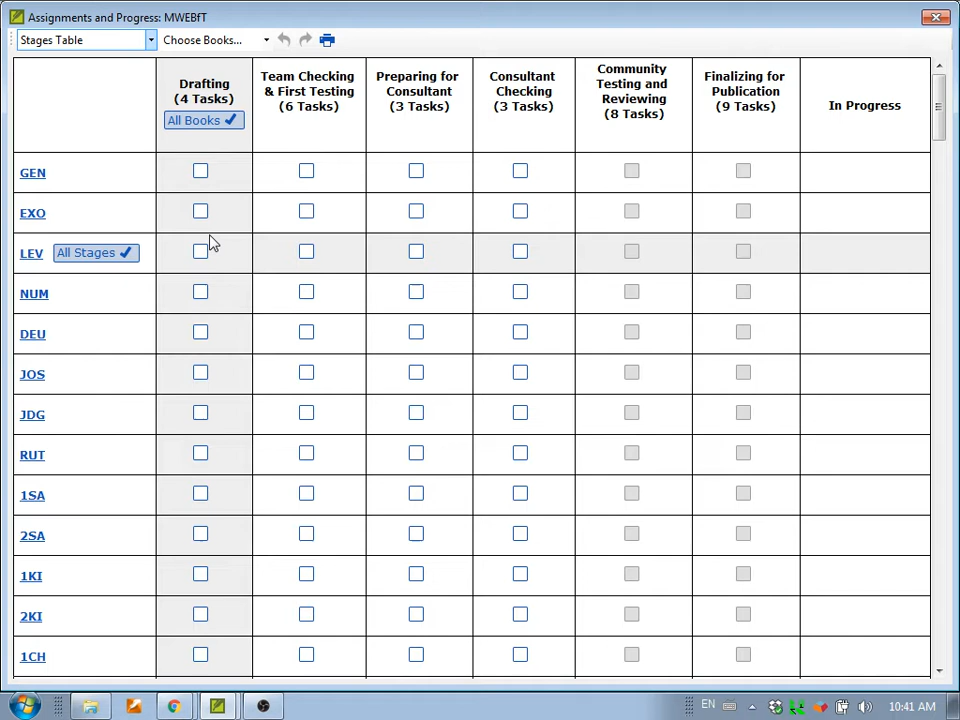 Assignments and Progress: MWEBfT
Stages Table
Choose Books...
Drafting
(4 Tasks)
All Books
Team Checking
& First Testing
(6 Tasks)
Preparing for
Consultant
(3 Tasks)
Consultant
Checking
(3 Tasks)
Community
Testing and
Reviewing
(8 Tasks)
Finalizing for
Publication
(9 Tasks)
In Progress
GEN
EXO
LEV
All Stages
NUM
DEU
JOS
JDG
RUT
1SA
2SA
1KI
2KI
1CH
EN
10:41 AM